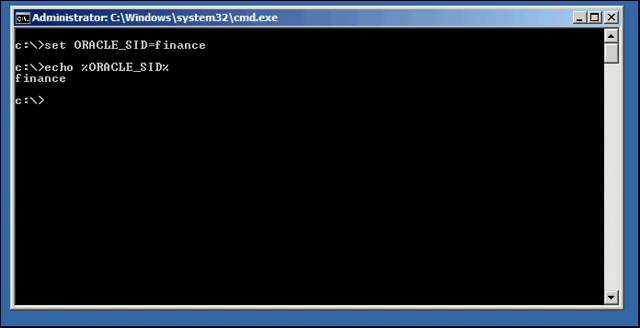 Administrator: C:\Windows\system32\cmd.exe
c:\>set ORACLE_SID=finance
c:\>echo %ORACLE_SID%
finance
c:\>